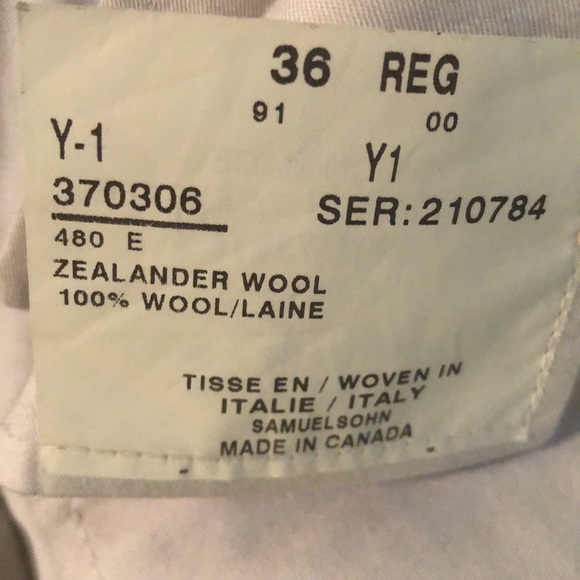 36 REG
91 00
Y-1 Y1
370306 SER: 210784
480 E
ZEALANDER WOOL
100% WOOL/LAINE
TISSE EN / WOVEN IN
ITALIE / ITALY
SAMUELSOHN
MADE IN CANADA